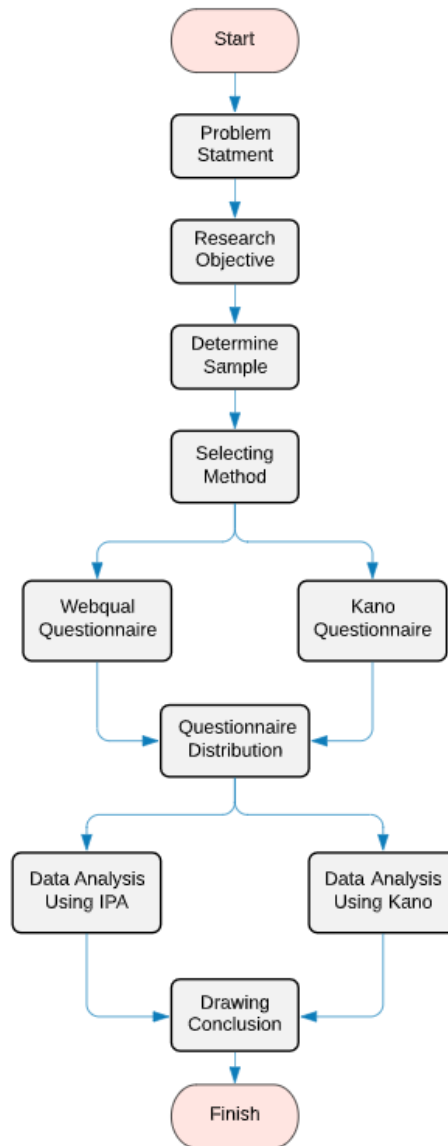 Start
Problem
Statment
Research
Objective
Determine
Sample
Selecting
Method
Webqual
Questionnaire
Kano
Questionnaire
Questionnaire
Distribution
Data Analysis
Using IPA
Data Analysis
Using Kano
Drawing
Conclusion
Finish